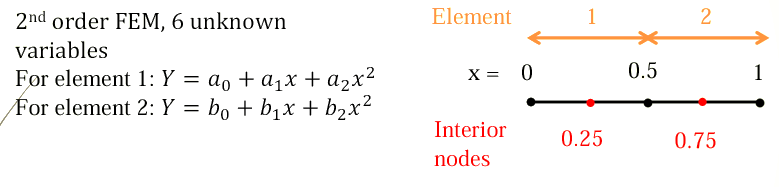 2nd order FEM, 6 unknown
variables
For element 1: Y = a₀ + a₁x + a₂x²
For element 2: Y = b₀ + b₁x + b₂x²
Element 1 2
x = 0 0.5 1
Interior
nodes
0.25 0.75